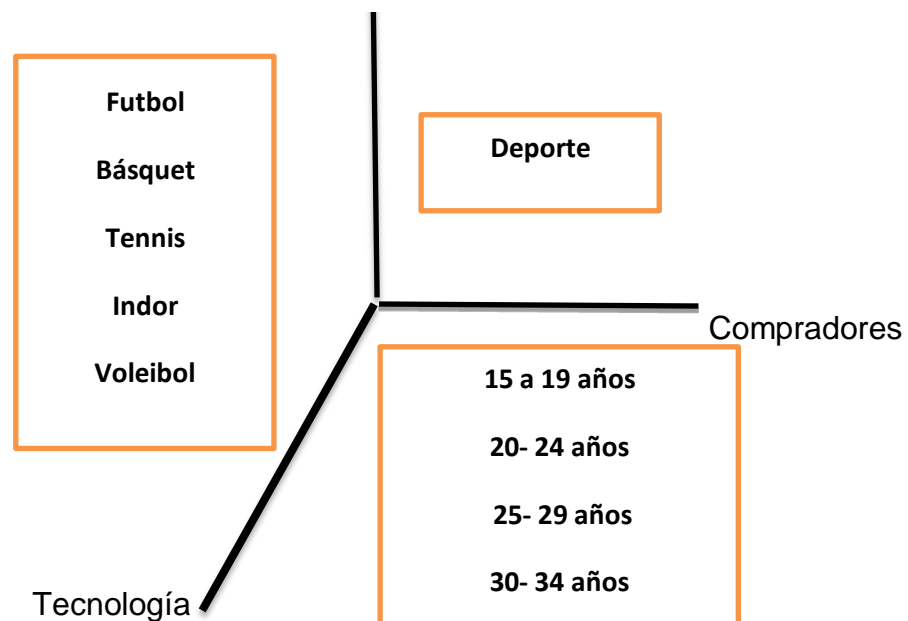 Futbol
Básquet
Tennis
Indor
Voleibol
Deporte
Compradores
15 a 19 años
20- 24 años
25- 29 años
30- 34 años
Tecnología